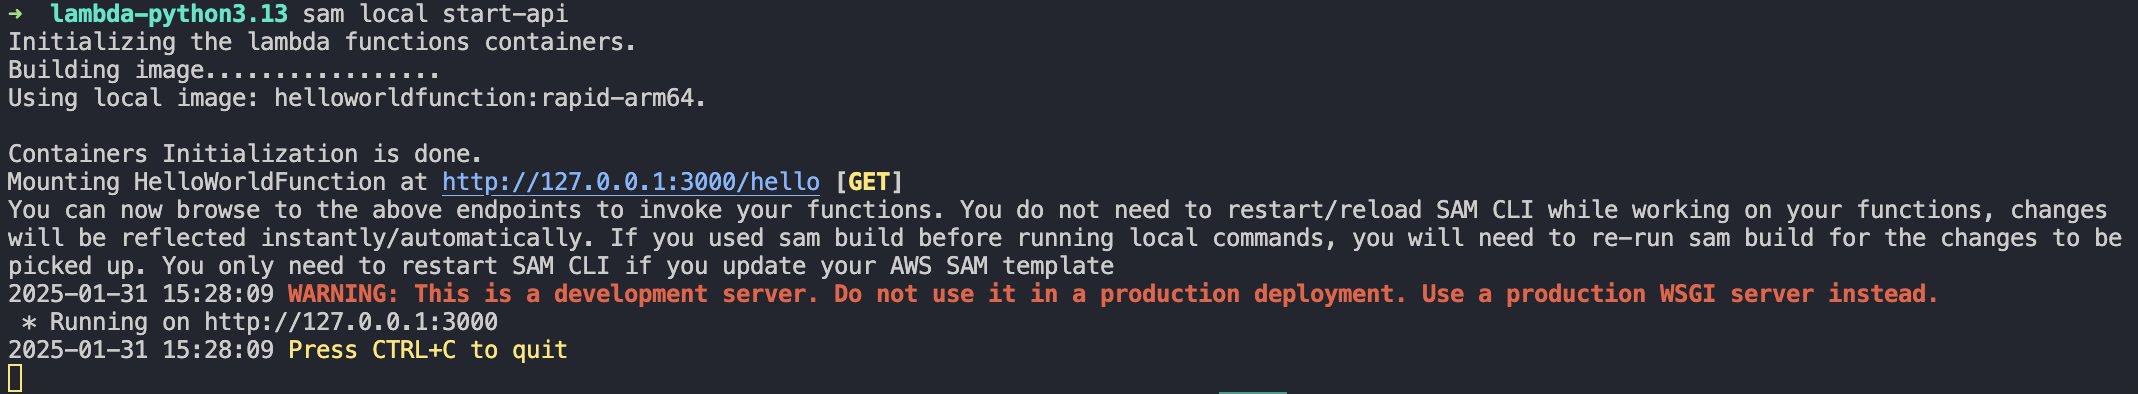 → lambda-python3.13 sam local start-api
Initializing the lambda functions containers.
Building image.................
Using local image: helloworldfunction:rapid-arm64.
Containers Initialization is done.
Mounting HelloWorldFunction at http://127.0.0.1:3000/hello [GET]
You can now browse to the above endpoints to invoke your functions. You do not need to restart/reload SAM CLI while working on your functions, changes
will be reflected instantly/automatically. If you used sam build before running local commands, you will need to re-run sam build for the changes to be
picked up. You only need to restart SAM CLI if you update your AWS SAM template
2025-01-31 15:28:09 WARNING: This is a development server. Do not use it in a production deployment. Use a production WSGI server instead.
 * Running on http://127.0.0.1:3000
2025-01-31 15:28:09 Press CTRL+C to quit